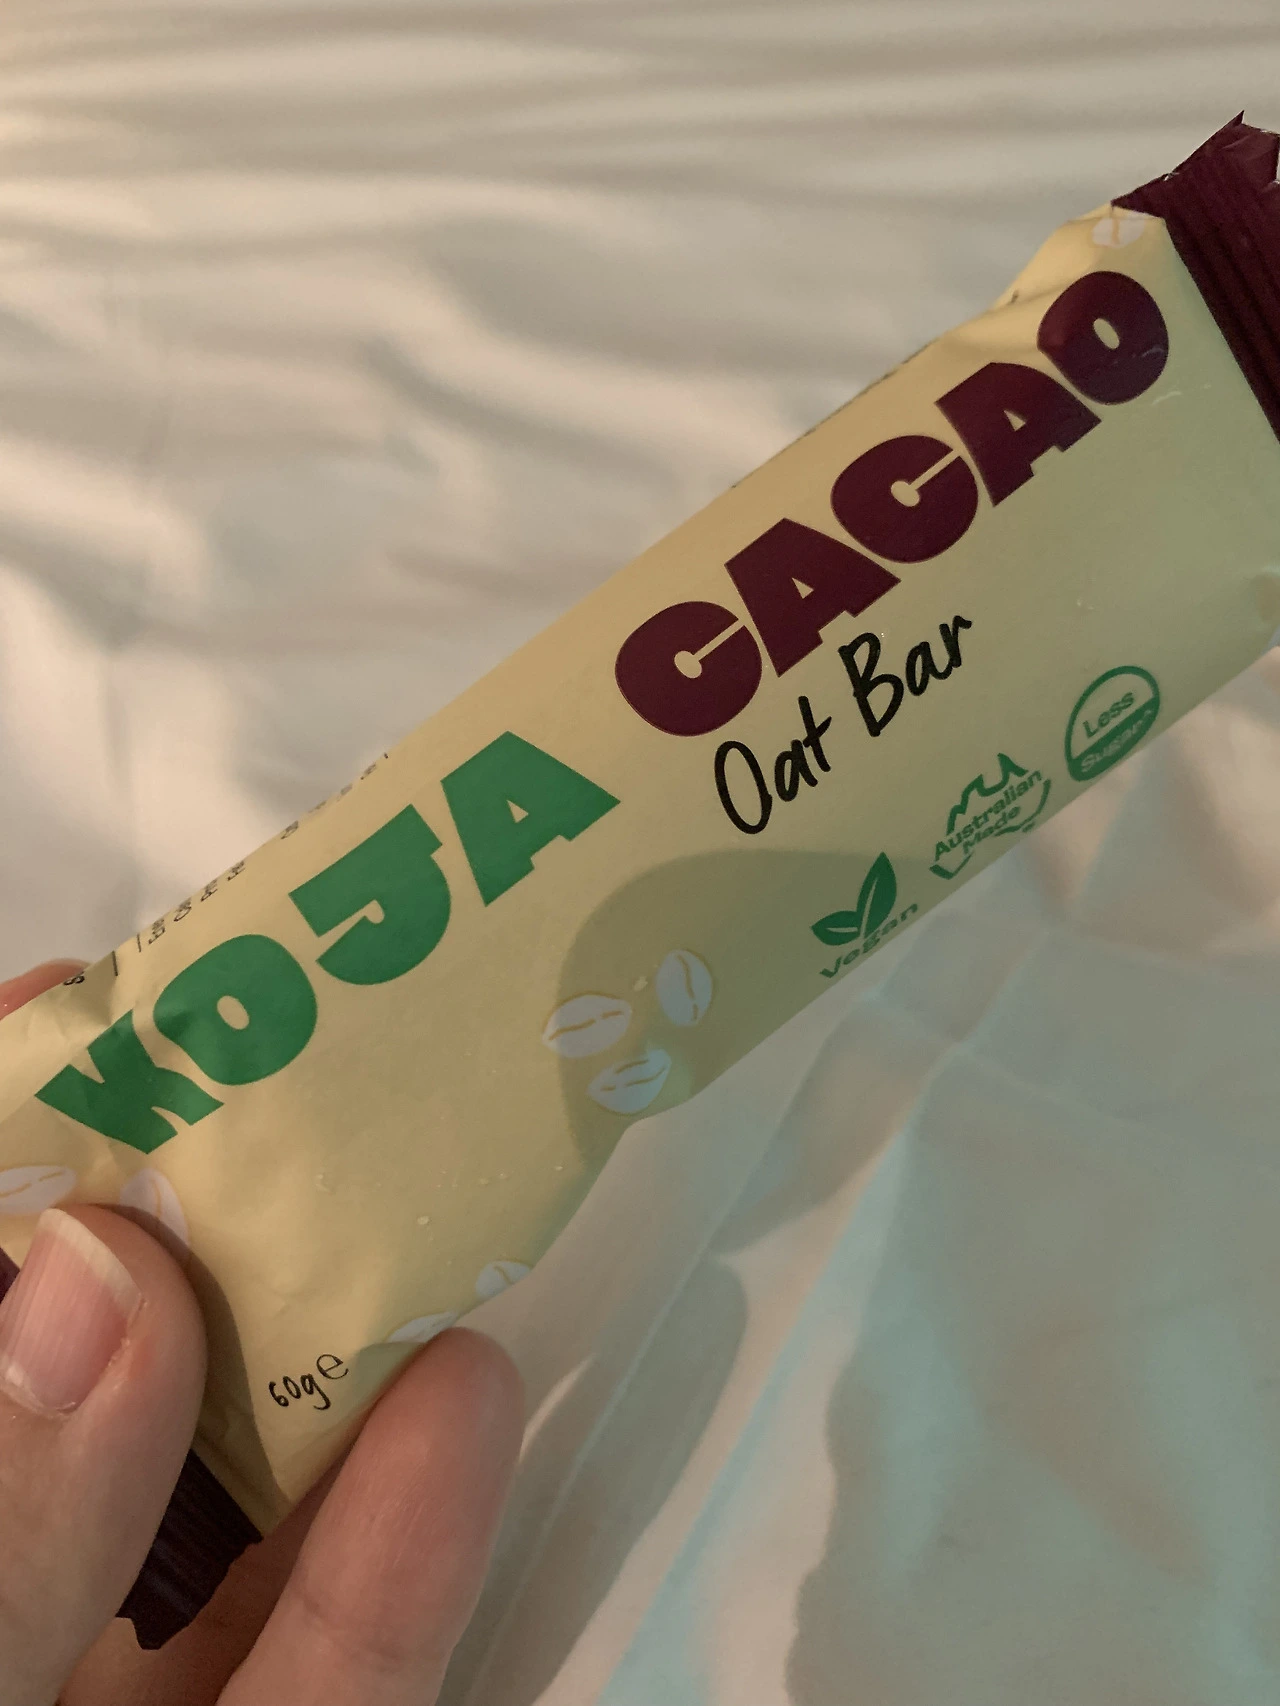 KOJA
CACAO
Oat Bar
Vegan
Australian
Made
Less
Sugar^
60g e